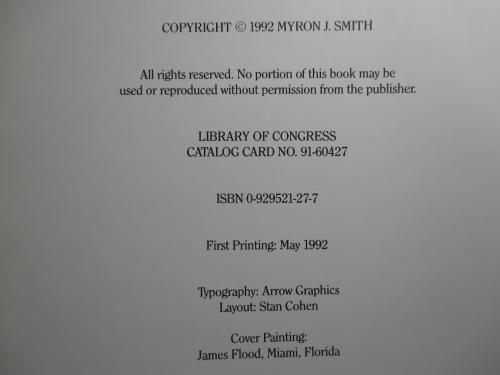 COPYRIGHT © 1992 MYRON J. SMITH
All rights reserved. No portion of this book may be
used or reproduced without permission from the publisher.
LIBRARY OF CONGRESS
CATALOG CARD NO. 91-60427
ISBN 0-929521-27-7
First Printing: May 1992
Typography: Arrow Graphics
Layout: Stan Cohen
Cover Painting:
James Flood, Miami, Florida